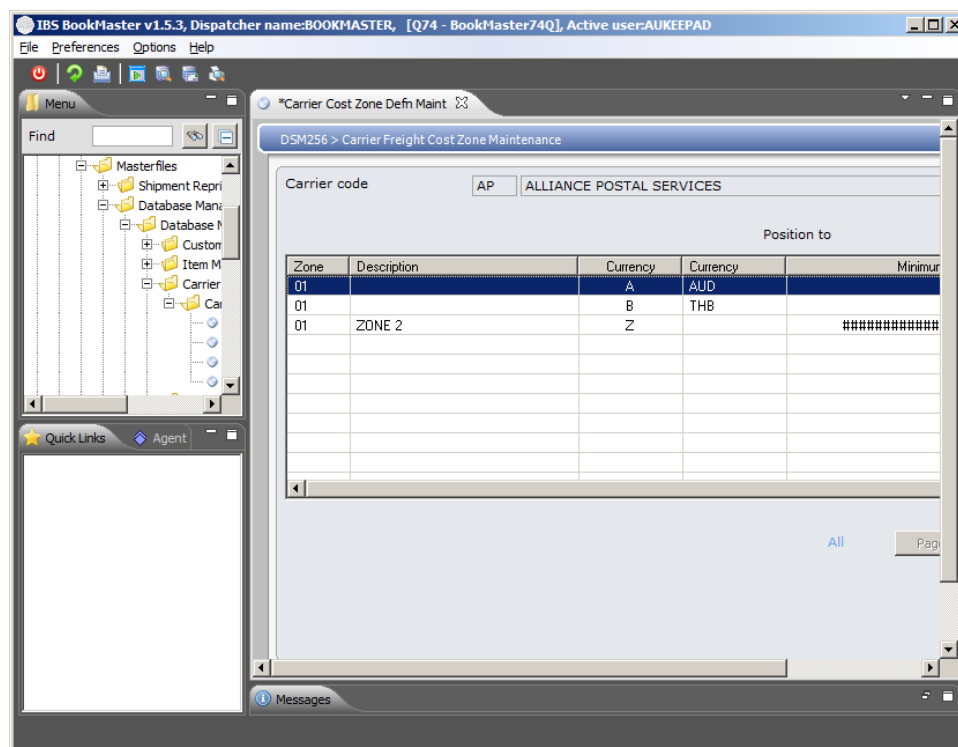 IBS BookMaster v1.5.3, Dispatcher name:BOOKMASTER, [Q74 - BookMaster74Q], Active user:AUKEEPAD
File Preferences Options Help
Menu
Find
Masterfiles
Shipment Repri
Database Mana
Database M
Custom
Item M
Carrier
Car
Quick Links Agent
*Carrier Cost Zone Defn Maint
DSM256 > Carrier Freight Cost Zone Maintenance
Carrier code AP ALLIANCE POSTAL SERVICES
Position to
Zone Description Currency Currency Minimur
01 A AUD
01 B THB
01 ZONE 2 Z ############
All Page
Messages